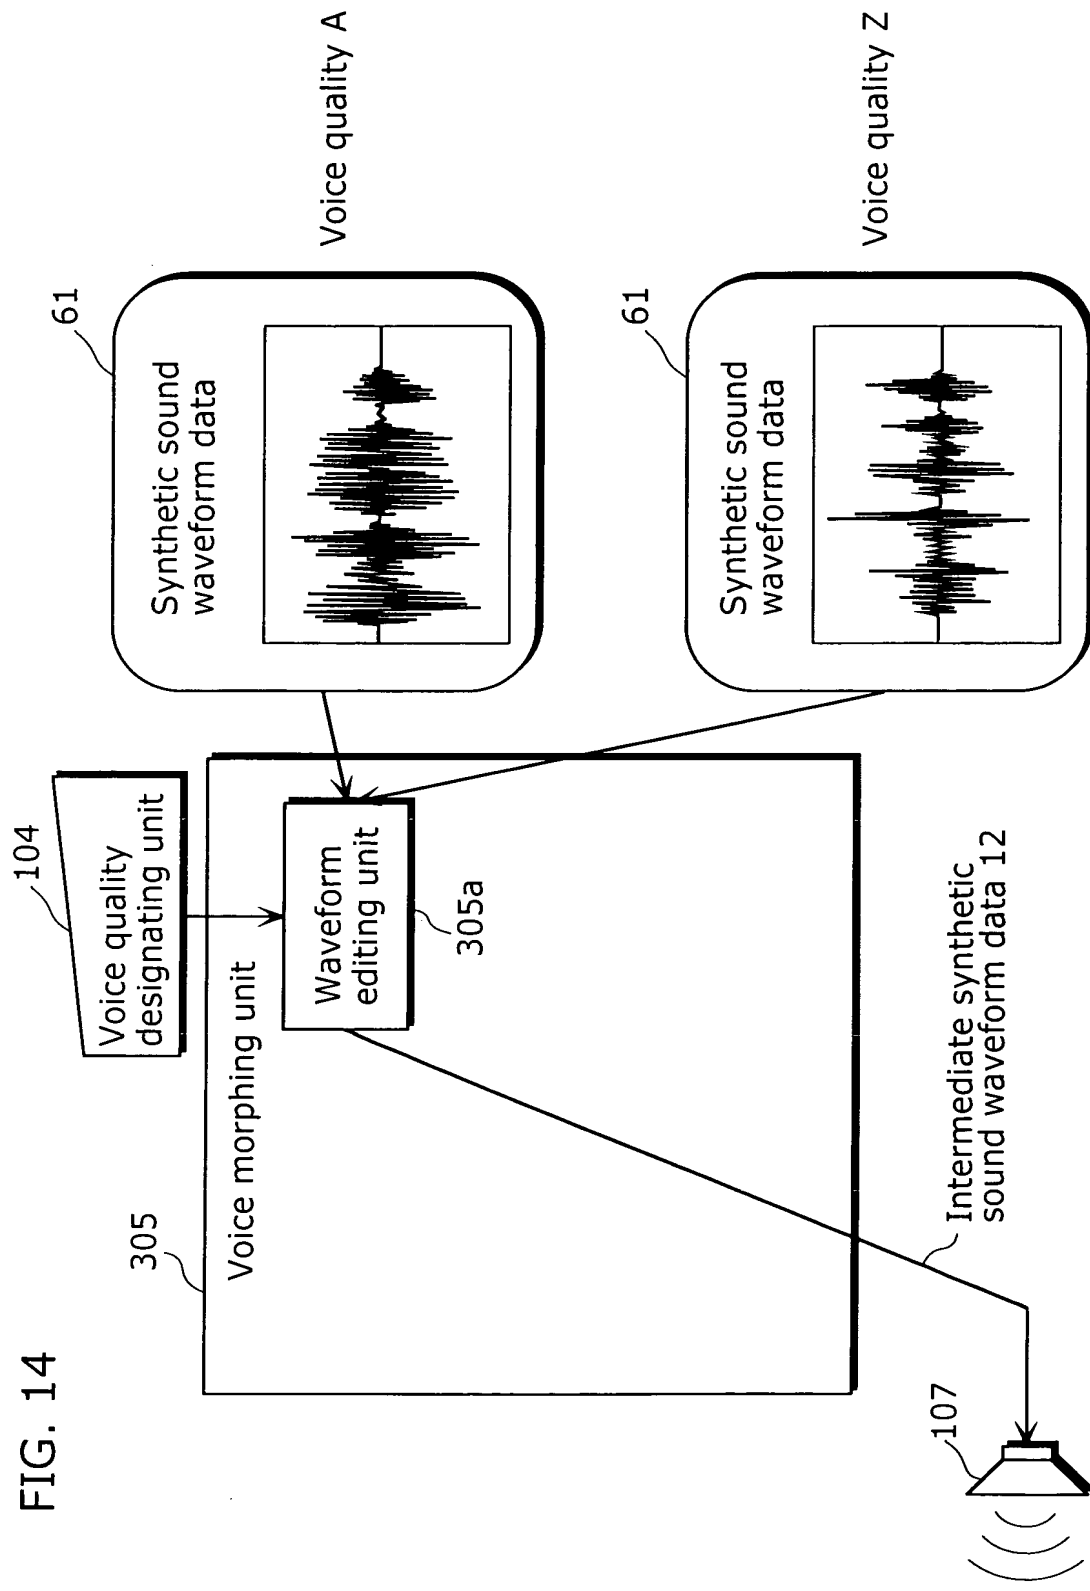 FIG. 14
104
Voice quality
designating unit
305
Voice morphing unit
Waveform
editing unit
305a
61
Synthetic sound
waveform data
Voice quality A
61
Synthetic sound
waveform data
Voice quality Z
107
Intermediate synthetic
sound waveform data 12